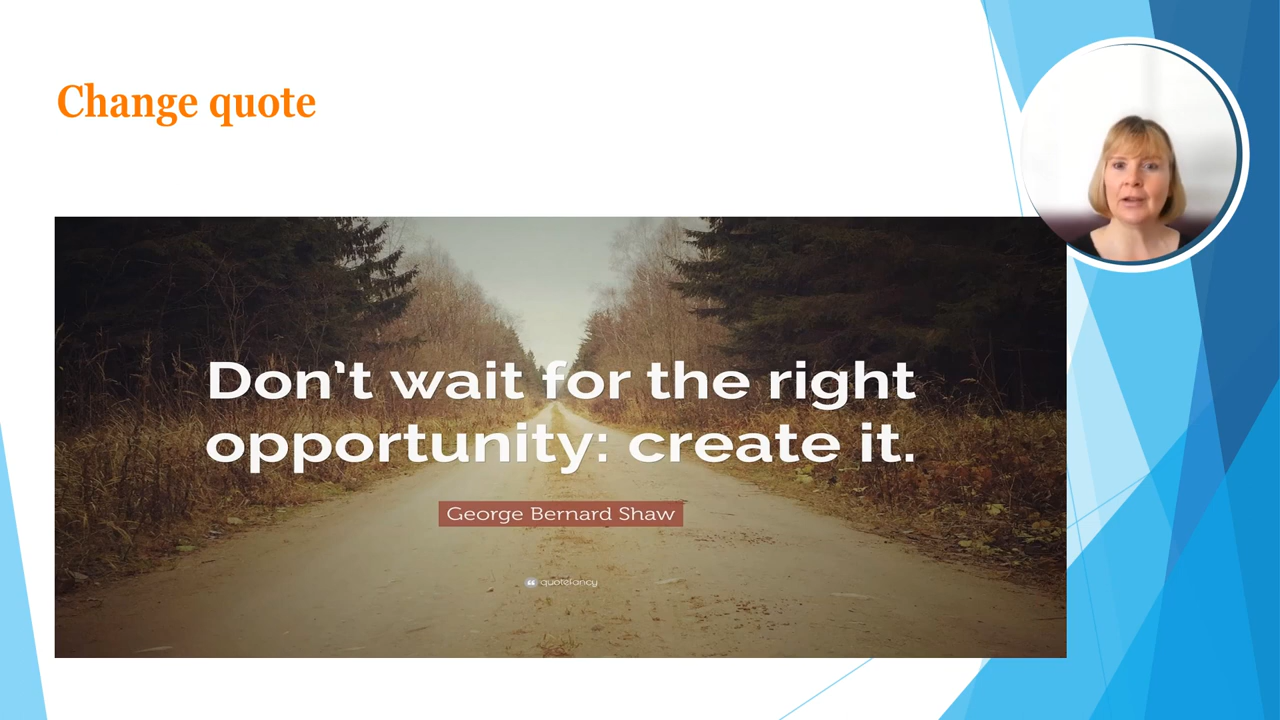 Change quote
Don’t wait for the right
opportunity: create it.
George Bernard Shaw
quotefancy